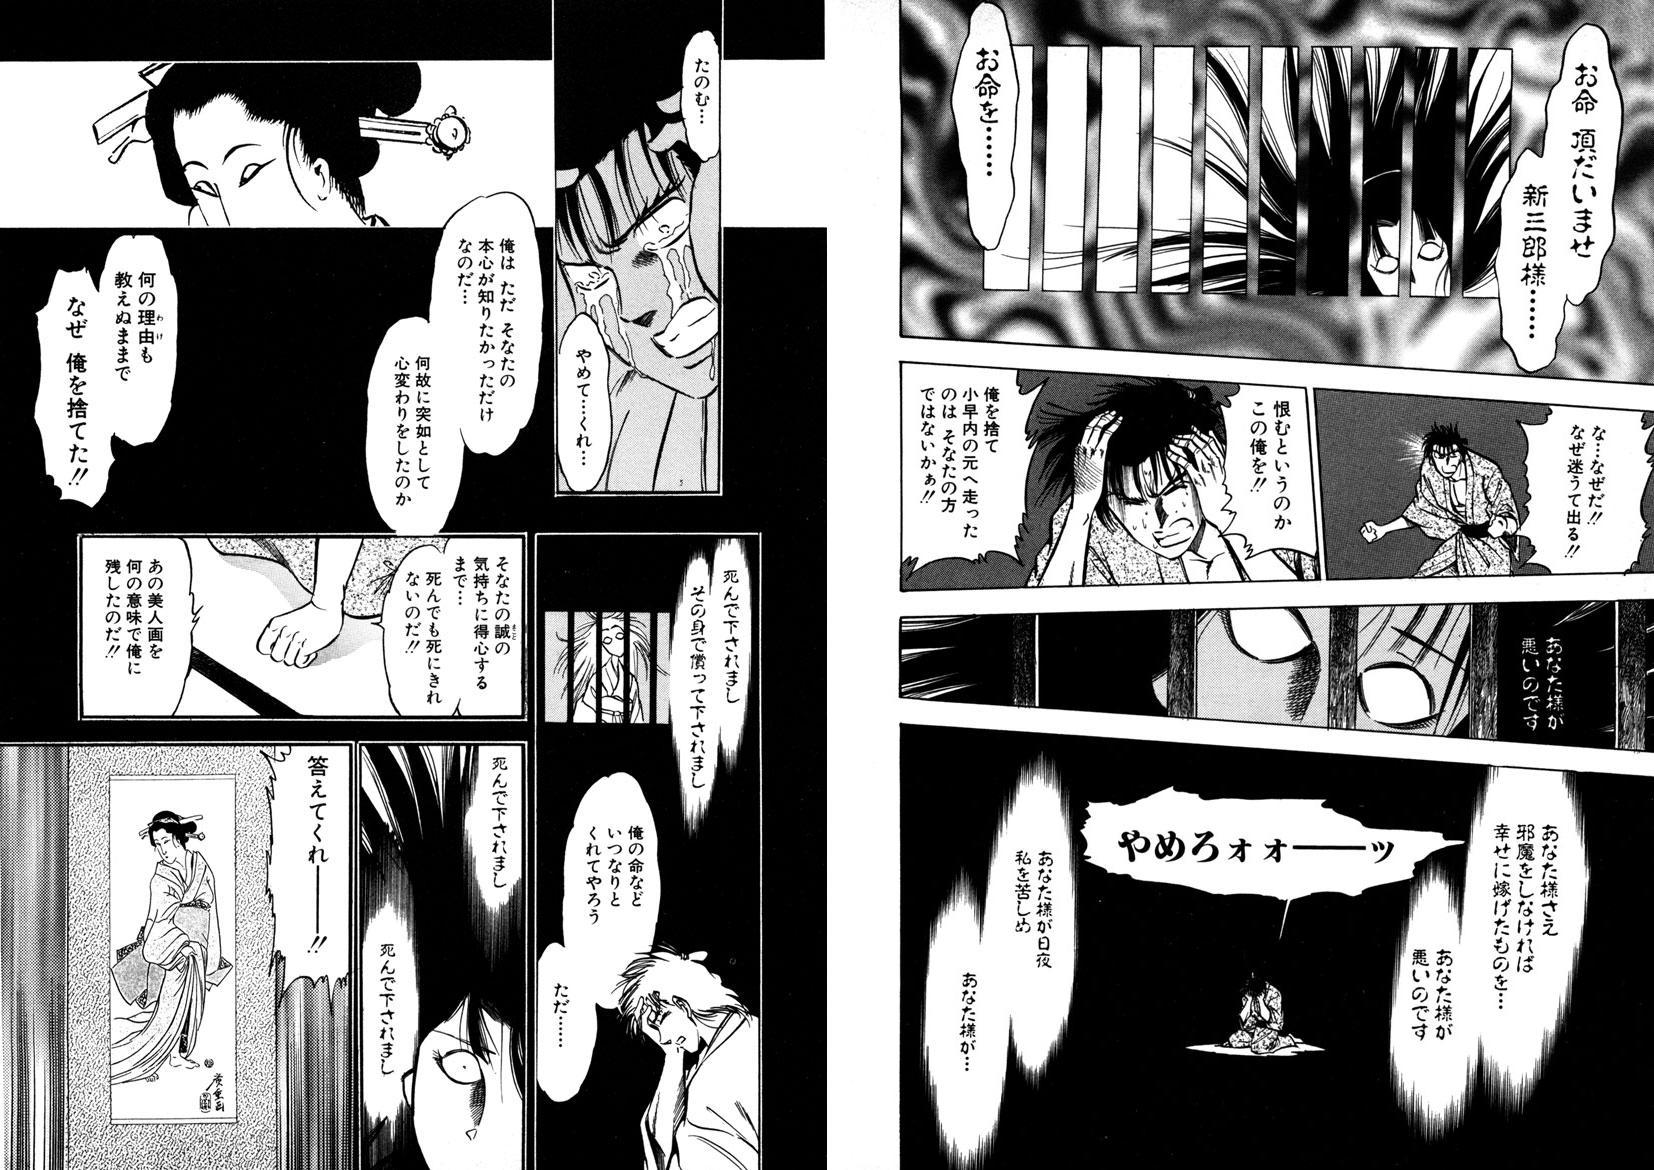 お命 頂だいませ
新三郎様………
お命を………
な…なぜだ!!
なぜ迷うて出る!!
恨むというのか
この俺を!!
俺を捨て
小早内の元へ走った
のは そなたの方
ではないかぁ!!
あなた様が
悪いのです
あなた様さえ
邪魔をしなければ
幸せに嫁げたものを…
あなた様が
悪いのです
やめろォォ━━ッ
あなた様が日夜
私を苦しめ
あなた様が…
たのむ…
やめて……くれ…
俺は ただ そなたの
本心が知りたかっただけ
なのだ…
何故に突如として
心変わりをしたのか
何の理由も
わけ
教えぬままで
なぜ 俺を捨てた!!
死んで下されまし
その身で償って下されまし
俺の命など
いつなりと
くれてやろう
ただ………
そなたの誠の
まこと
気持ちに得心する
まで…
死んでも死にきれ
ないのだ!!
あの美人画を
何の意味で俺に
残したのだ!!
死んで下されまし
死んで下されまし
答えてくれ━━━!!